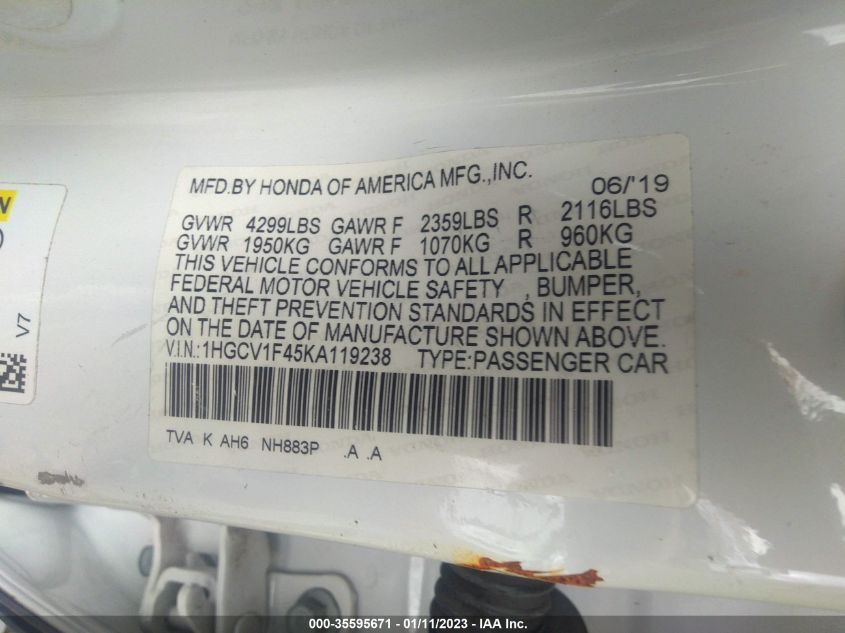 MFD.BY HONDA OF AMERICA MFG.,INC. 06/'19
GVWR 4299LBS GAWR F 2359LBS R 2116LBS
GVWR 1950KG GAWR F 1070KG R 960KG
THIS VEHICLE CONFORMS TO ALL APPLICABLE
FEDERAL MOTOR VEHICLE SAFETY , BUMPER,
AND THEFT PREVENTION STANDARDS IN EFFECT
ON THE DATE OF MANUFACTURE SHOWN ABOVE.
V.I.N.:1HGCV1F45KA119238 TYPE:PASSENGER CAR
TVA K AH6 NH883P .A .A
V7
000-35595671 - 01/11/2023 - IAA Inc.